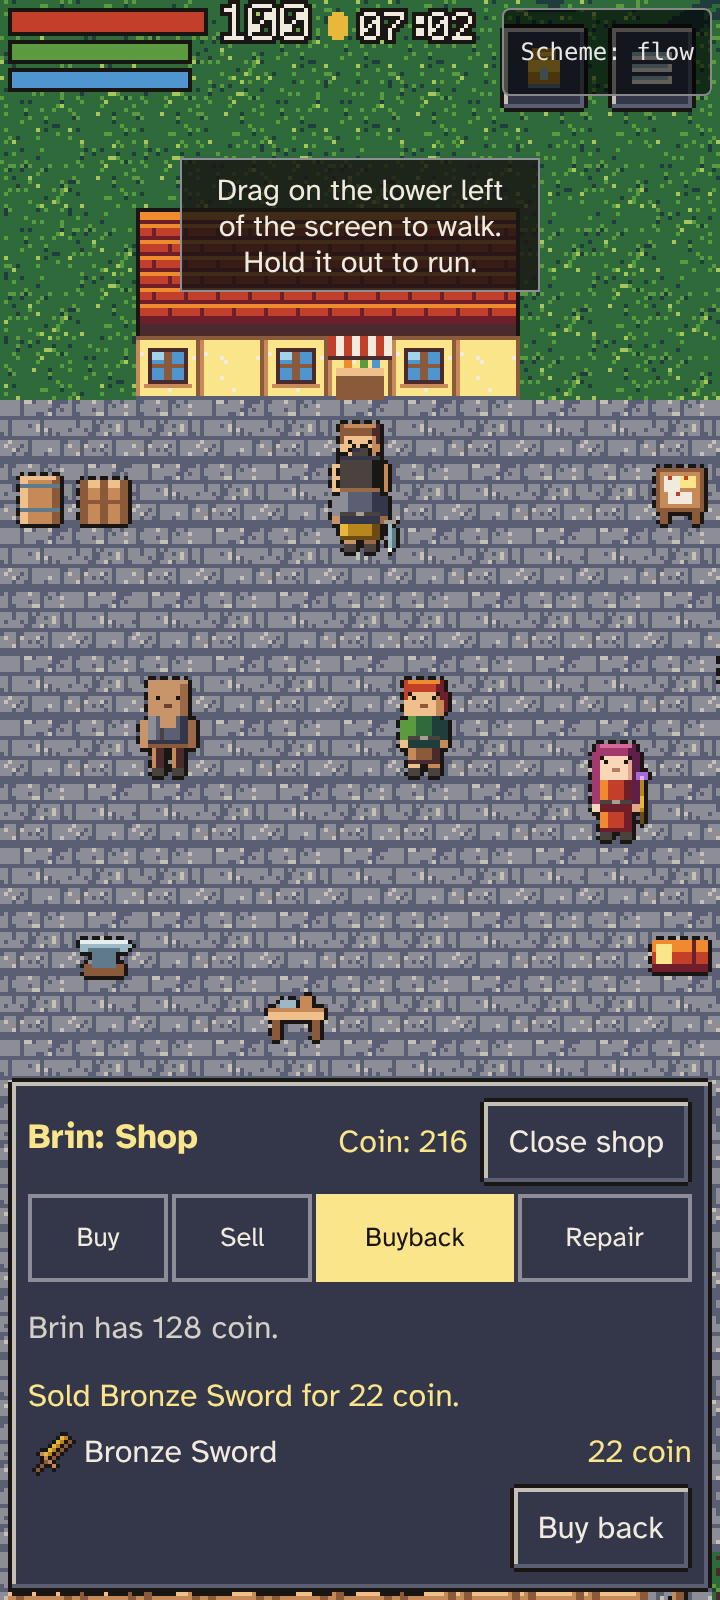 100 07:02
Scheme: flow
Drag on the lower left
of the screen to walk.
Hold it out to run.
Brin: Shop
Coin: 216
Close shop
Buy
Sell
Buyback
Repair
Brin has 128 coin.
Sold Bronze Sword for 22 coin.
Bronze Sword
22 coin
Buy back